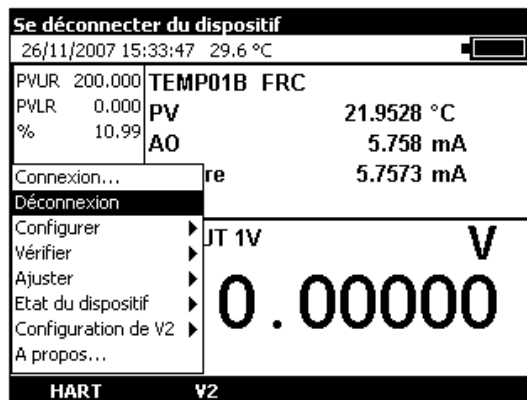 Se déconnecter du dispositif
26/11/2007 15:33:47 29.6 °C
PVUR 200.000
PVLR 0.000
% 10.99
TEMP01B FRC
PV 21.9528 °C
AO 5.758 mA
re 5.7573 mA
Connexion...
Déconnexion
Configurer
Vérifier
Ajuster
Etat du dispositif
Configuration de V2
A propos...
UT 1V V
0.00000
HART V2